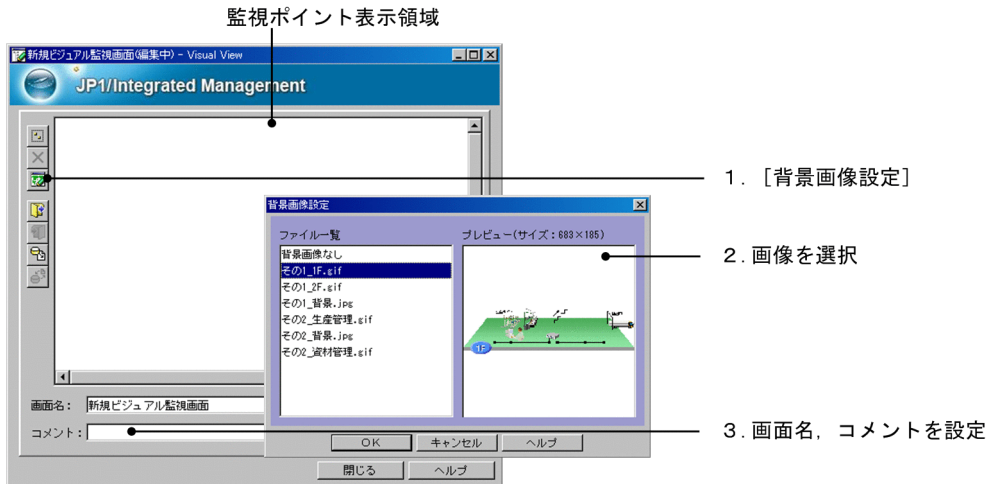 監視ポイント表示領域
新規ビジュアル監視画面(編集中) - Visual View
JP1/Integrated Management
1．［背景画像設定］
背景画像設定
ファイル一覧
プレビュー(サイズ：683×185)
2．画像を選択
背景画像なし
その1_1F.gif
その1_2F.gif
その1_背景.jpg
その2_生産管理.gif
その2_背景.jpg
その2_資材管理.gif
1F
画面名：
新規ビジュアル監視画面
コメント：
3．画面名，コメントを設定
OK
キャンセル
ヘルプ
閉じる
ヘルプ